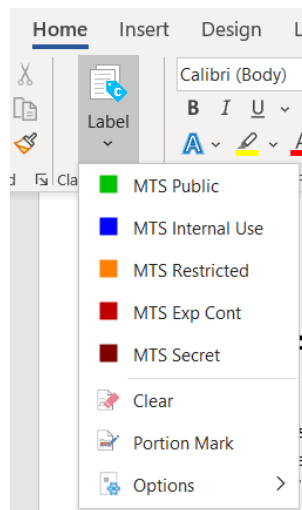 Home Insert Design
Calibri (Body)
Label
B I U
A A
Cla
MTS Public
MTS Internal Use
MTS Restricted
MTS Exp Cont
MTS Secret
Clear
Portion Mark
Options